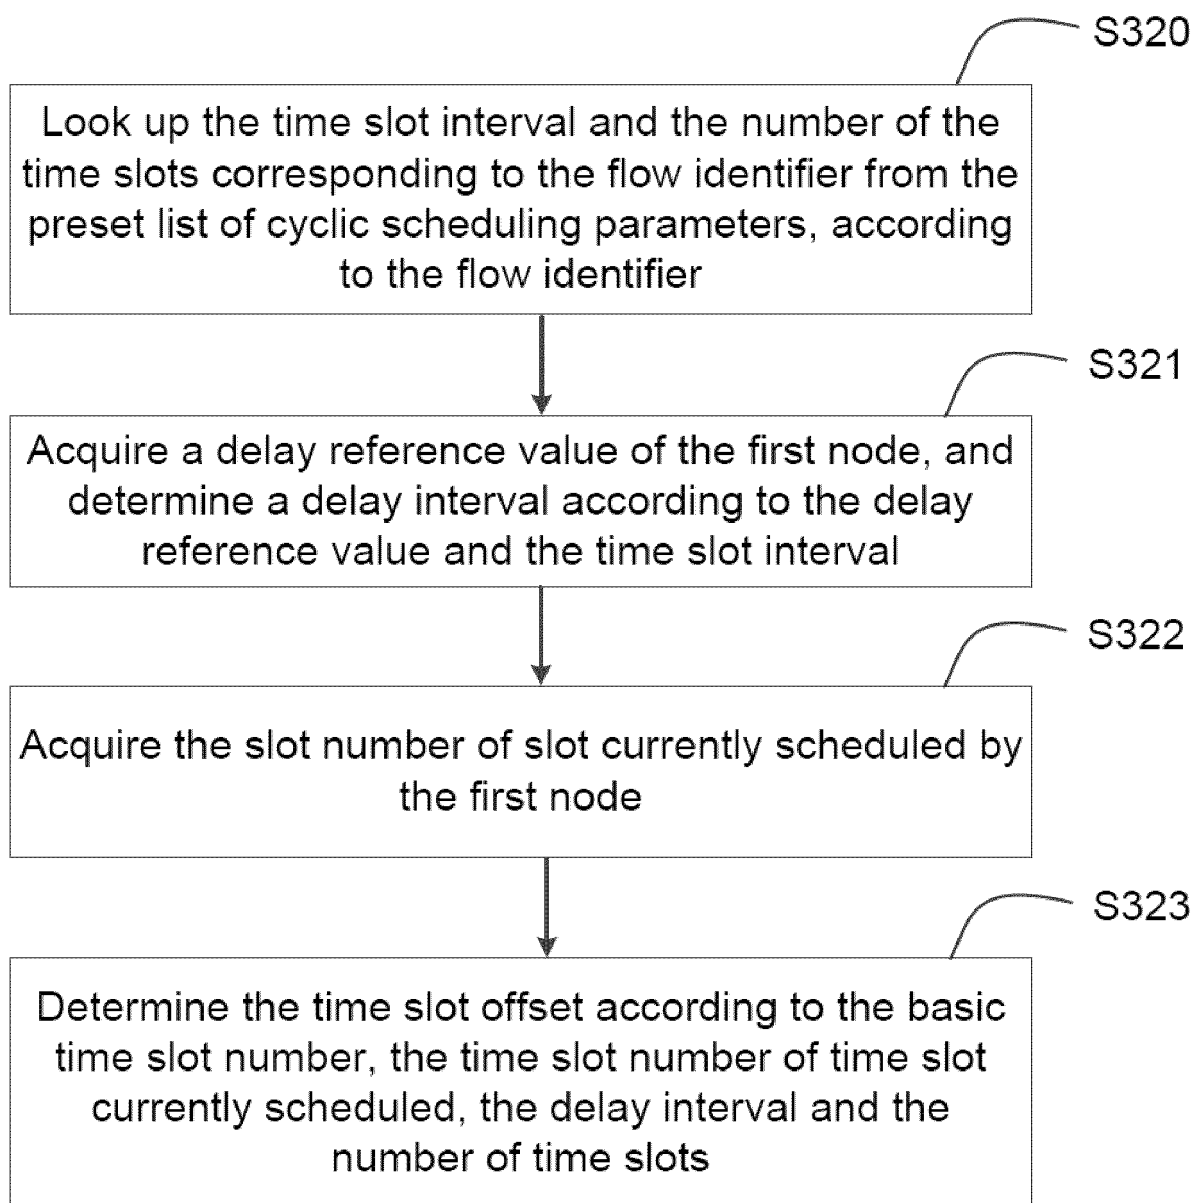 S320
Look up the time slot interval and the number of the
time slots corresponding to the flow identifier from the
preset list of cyclic scheduling parameters, according
to the flow identifier
S321
Acquire a delay reference value of the first node, and
determine a delay interval according to the delay
reference value and the time slot interval
S322
Acquire the slot number of slot currently scheduled by
the first node
S323
Determine the time slot offset according to the basic
time slot number, the time slot number of time slot
currently scheduled, the delay interval and the
number of time slots